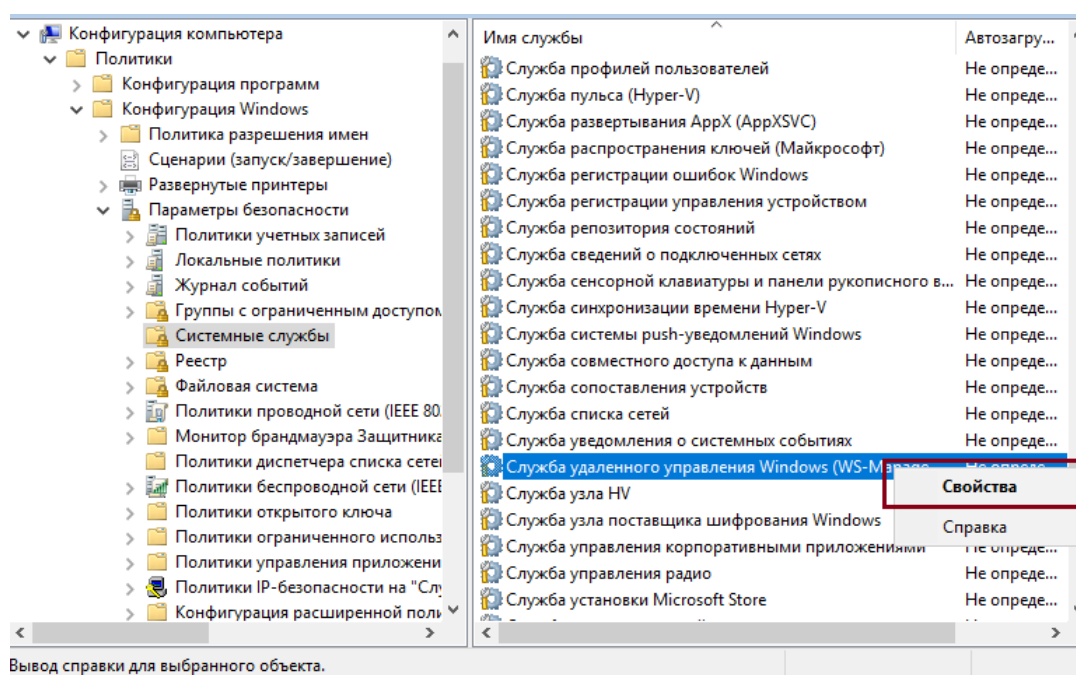 Конфигурация компьютера
Политики
Конфигурация программ
Конфигурация Windows
Политика разрешения имен
Сценарии (запуск/завершение)
Развернутые принтеры
Параметры безопасности
Политики учетных записей
Локальные политики
Журнал событий
Группы с ограниченным доступом
Системные службы
Реестр
Файловая система
Политики проводной сети (IEEE 80
Монитор брандмауэра Защитника
Политики диспетчера списка сетей
Политики беспроводной сети (IEEE
Политики открытого ключа
Политики ограниченного использ
Политики управления приложени
Политики IP-безопасности на "Слу
Конфигурация расширенной поли
Имя службы Автозагру...
Служба профилей пользователей Не опреде...
Служба пульса (Hyper-V) Не опреде...
Служба развертывания AppX (AppXSVC) Не опреде...
Служба распространения ключей (Майкрософт) Не опреде...
Служба регистрации ошибок Windows Не опреде...
Служба регистрации управления устройством Не опреде...
Служба репозитория состояний Не опреде...
Служба сведений о подключенных сетях Не опреде...
Служба сенсорной клавиатуры и панели рукописного в... Не опреде...
Служба синхронизации времени Hyper-V Не опреде...
Служба системы push-уведомлений Windows Не опреде...
Служба совместного доступа к данным Не опреде...
Служба сопоставления устройств Не опреде...
Служба списка сетей Не опреде...
Служба уведомления о системных событиях Не опреде...
Служба удаленного управления Windows (WS-Manage... Не опреде...
Служба узла HV
Свойства
Служба узла поставщика шифрования Windows
Справка
Служба управления корпоративными приложениями Не опреде...
Служба управления радио Не опреде...
Служба установки Microsoft Store Не опреде...
Вывод справки для выбранного объекта.